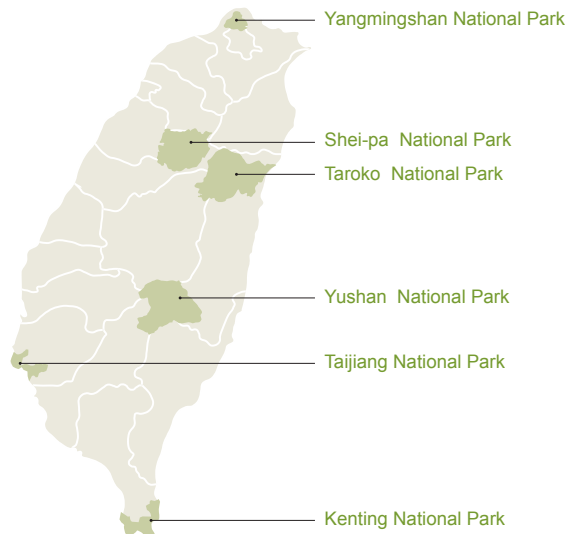 Yangmingshan National Park
Shei-pa National Park
Taroko National Park
Yushan National Park
Taijiang National Park
Kenting National Park